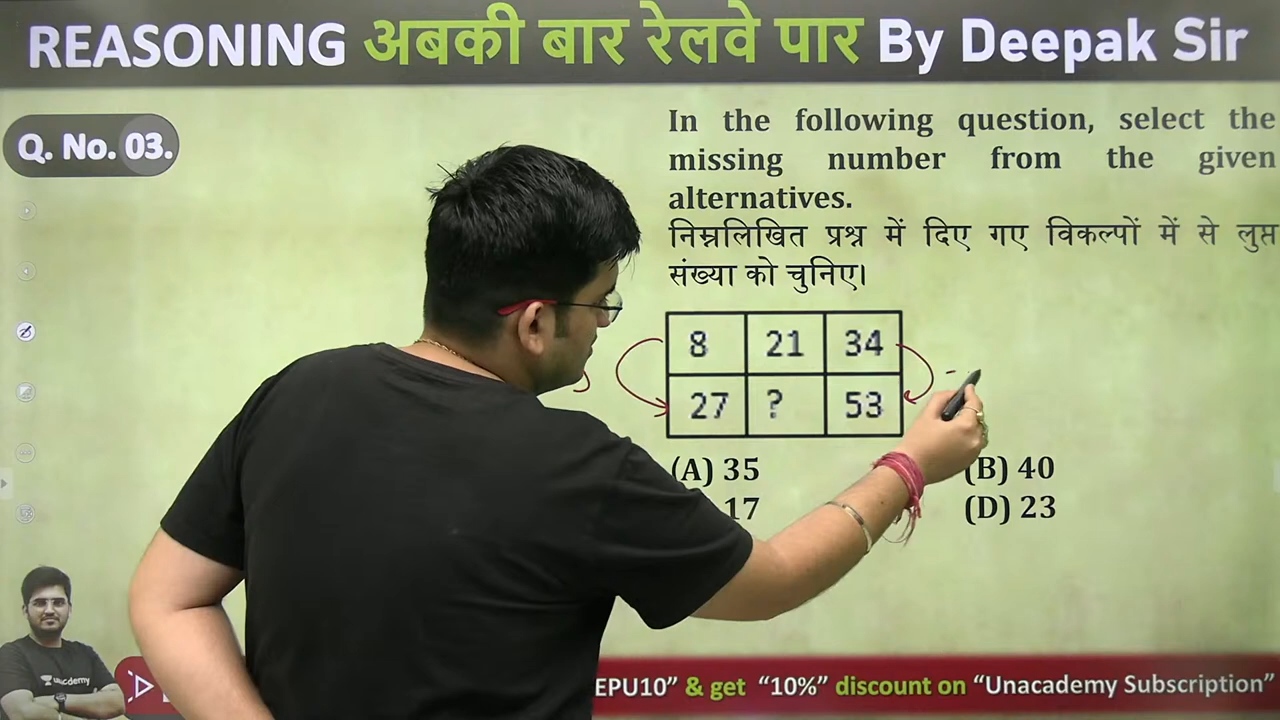 REASONING अबकी बार रेलवे पार By Deepak Sir
Q. No. 03.
In the following question, select the
missing number from the given
alternatives.
निम्नलिखित प्रश्न में दिए गए विकल्पों में से लुप्त
संख्या को चुनिए।
8 21 34
27 ? 53
(A) 35 (B) 40
17 (D) 23
unacdemy
EPU10” & get “10%” discount on “Unacademy Subscription”